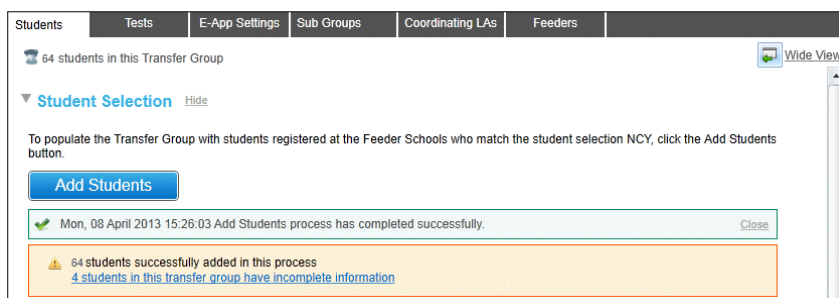 Students Tests E-App Settings Sub Groups Coordinating LAs Feeders
64 students in this Transfer Group
Wide View
Student Selection Hide
To populate the Transfer Group with students registered at the Feeder Schools who match the student selection NCY, click the Add Students
button.
Add Students
Mon, 08 April 2013 15:26:03 Add Students process has completed successfully. Close
64 students successfully added in this process
4 students in this transfer group have incomplete information